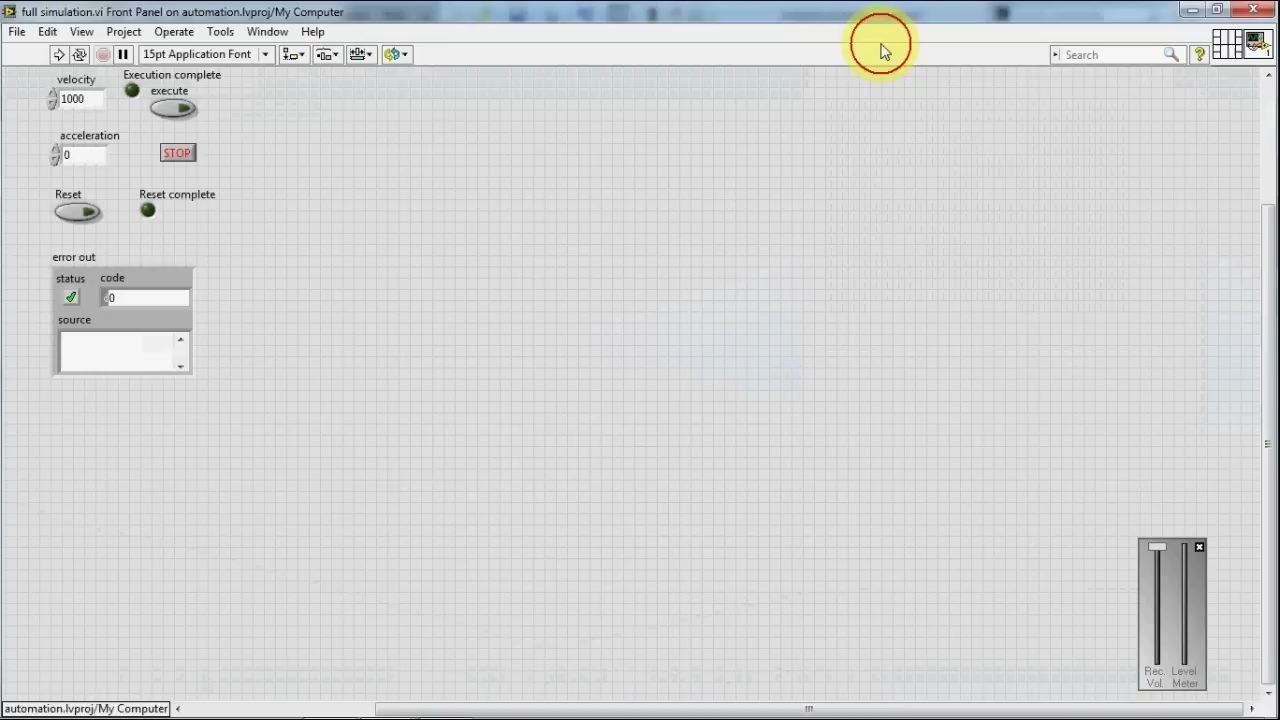 full simulation.vi Front Panel on automation.lvproj/My Computer
File Edit View Project Operate Tools Window Help
15pt Application Font
Search
?
1
velocity
1000
Execution complete
execute
acceleration
0
STOP
Reset
Reset complete
error out
status code
0
source
Rec. Vol.
Level Meter
automation.lvproj/My Computer